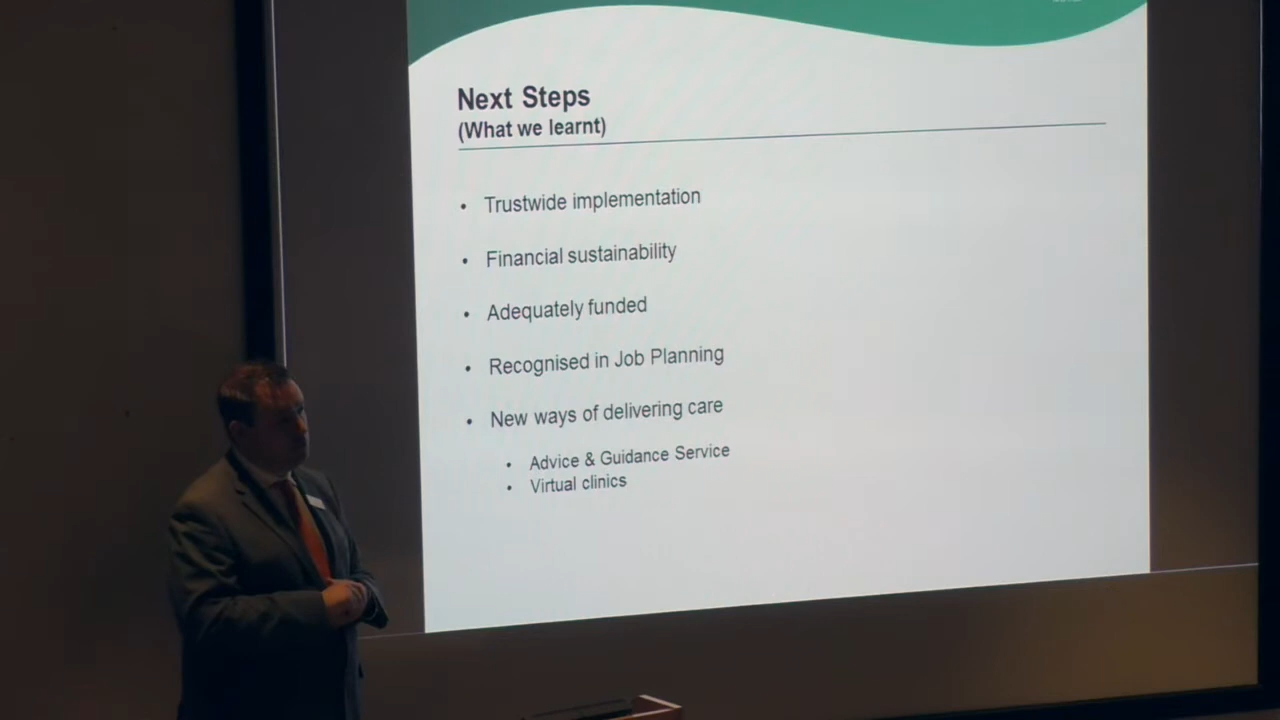 Next Steps
(What we learnt)
• Trustwide implementation
• Financial sustainability
• Adequately funded
• Recognised in Job Planning
• New ways of delivering care
• Advice & Guidance Service
• Virtual clinics